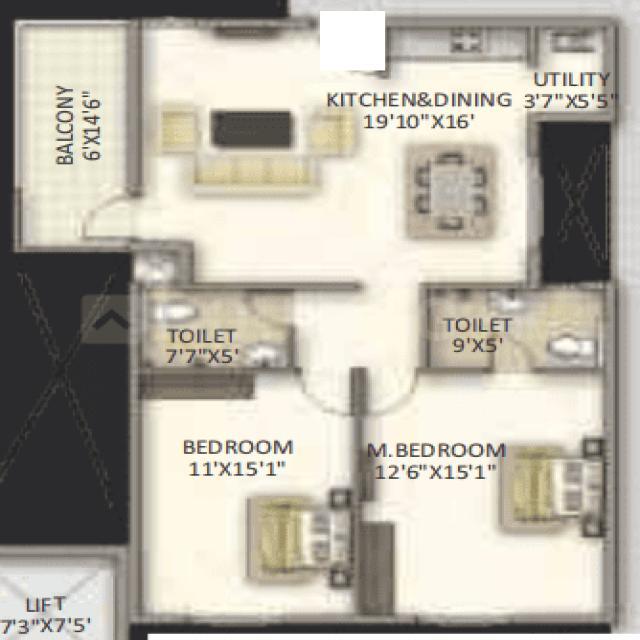 UTILITY
3'7"X5'5"
KITCHEN&DINING
19'10"X16'
BALCONY
6'X14'6"
TOILET
7'7"X5'
TOILET
9'X5'
BEDROOM
11'X15'1"
M.BEDROOM
12'6"X15'1"
LIFT
7'3"X7'5'